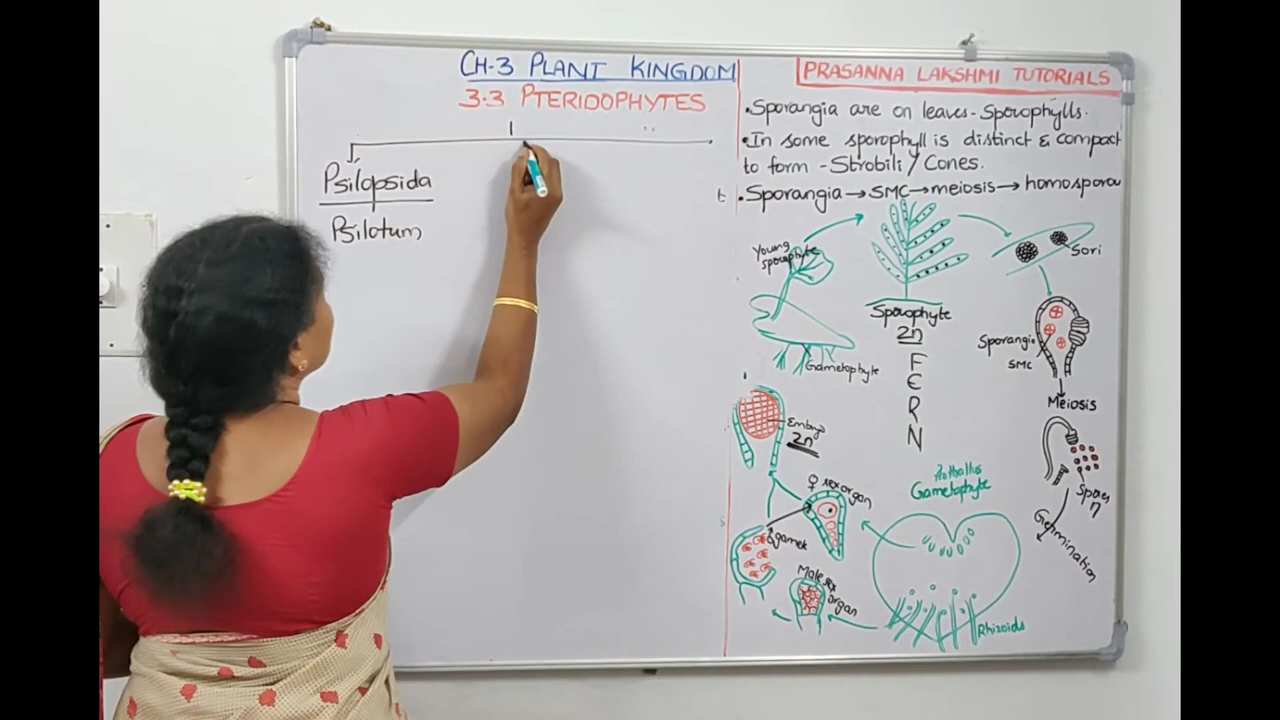 CH-3 PLANT KINGDOM
3.3 PTERIDOPHYTES
Psilopsida
Psilotum
PRASANNA LAKSHMI TUTORIALS
• Sporangia are on leaves - Sporophylls.
• In some sporophyll is distinct & compact
to form - Strobili / Cones.
• Sporangia → SMC → meiosis → homosporou
Young
sporophyte
Gametophyte
Sporophyte
2n
F
E
R
N
Sori
Sporangia
SMC
Meiosis
Spores
n
Germination
Prothallus
Gametophyte
Rhizoids
Male sex
organ
♀ sex organ
gamet
Embryo
2n